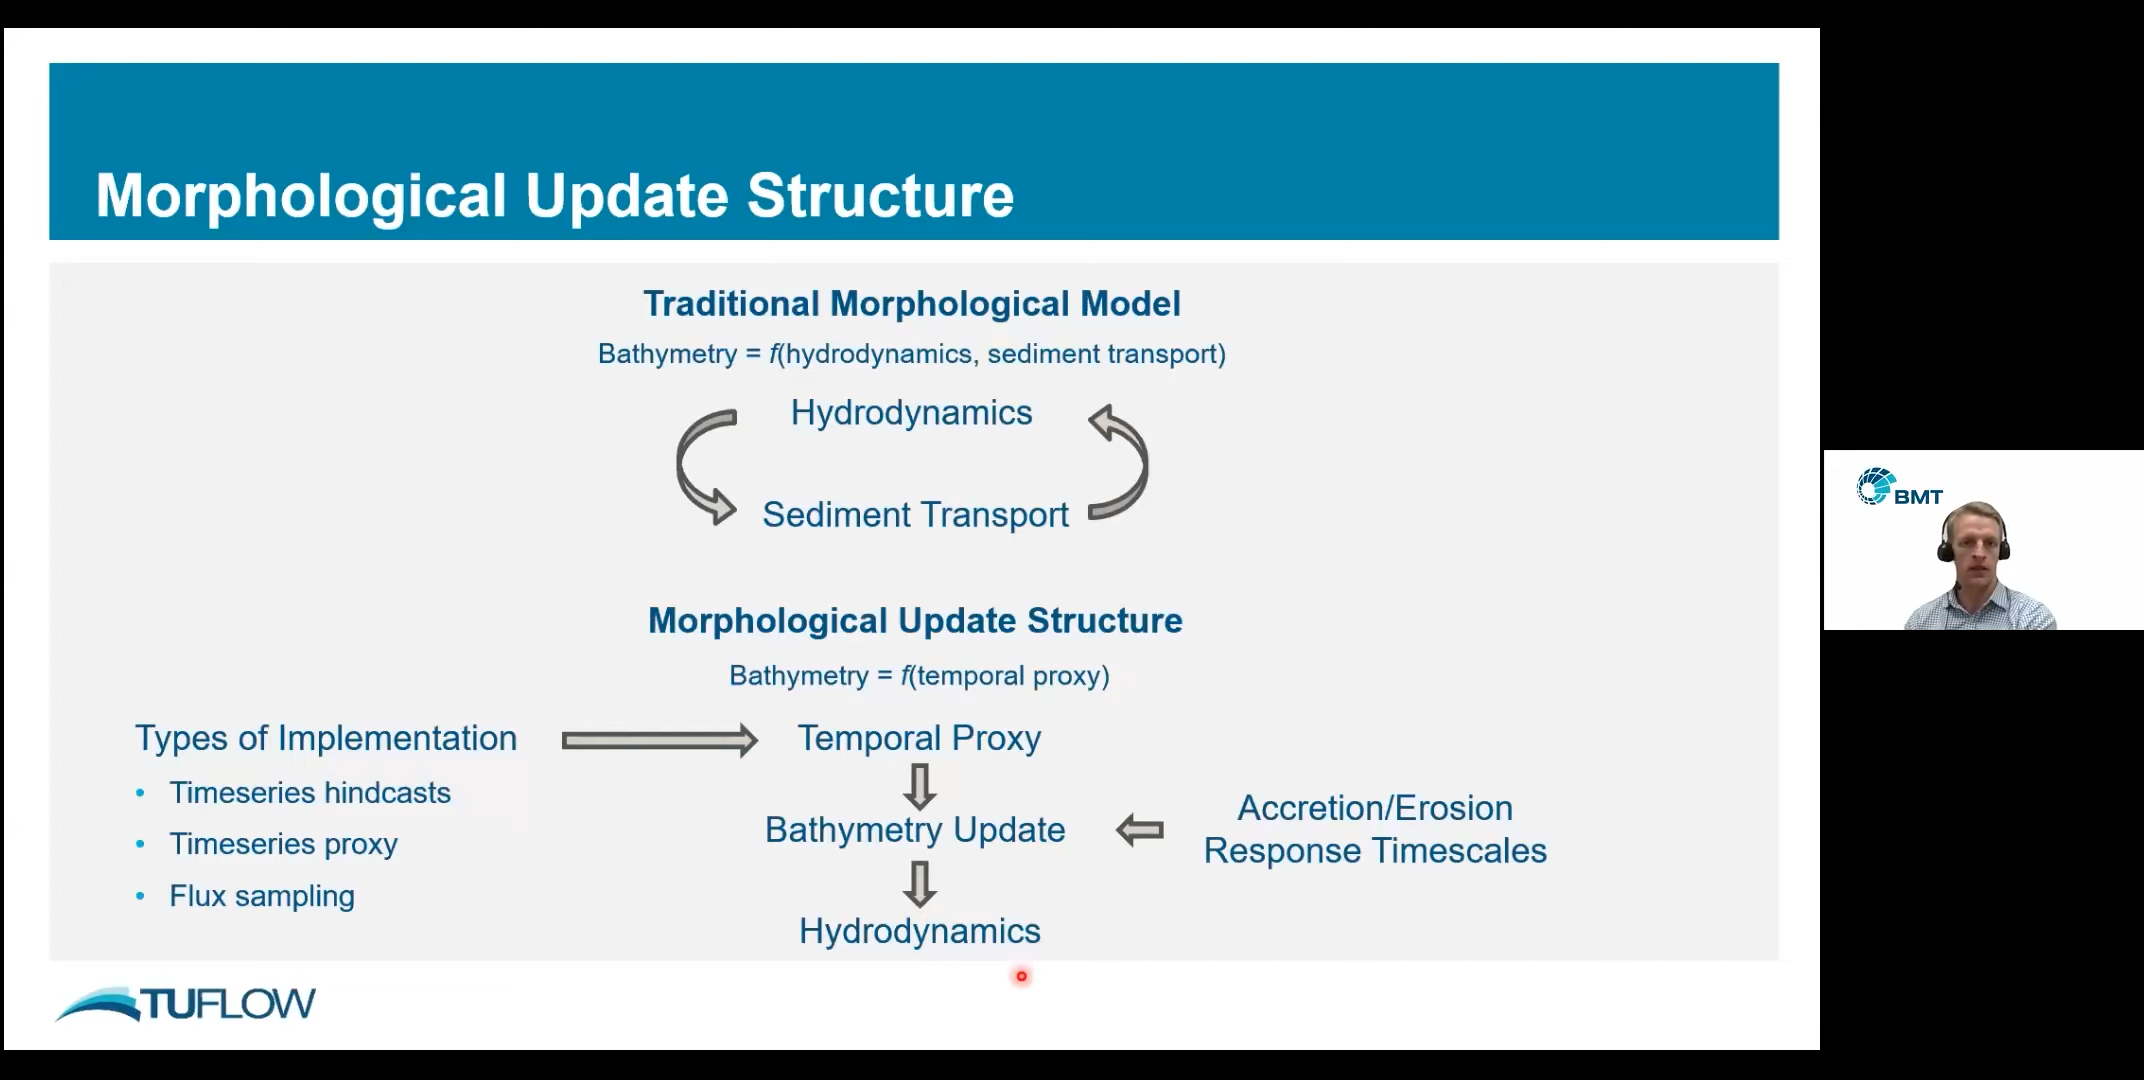 Morphological Update Structure
Traditional Morphological Model
Bathymetry = f(hydrodynamics, sediment transport)
Hydrodynamics
Sediment Transport
Morphological Update Structure
Bathymetry = f(temporal proxy)
Types of Implementation
• Timeseries hindcasts
• Timeseries proxy
• Flux sampling
Temporal Proxy
Bathymetry Update
Hydrodynamics
Accretion/Erosion
Response Timescales
TUFLOW
BMT